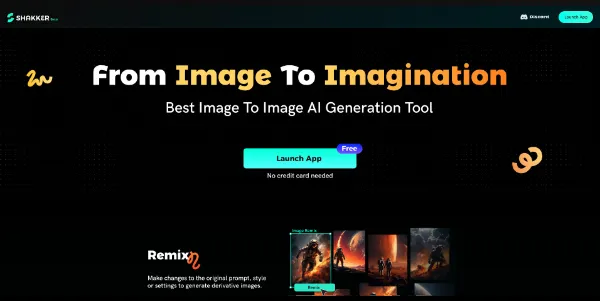 SHAKKER Beta
Discord
Launch App
From Image To Imagination
Best Image To Image AI Generation Tool
Free
Launch App
No credit card needed
Image Remix
Remix
Remix
Make changes to the original prompt, style
or settings to generate derivative images.